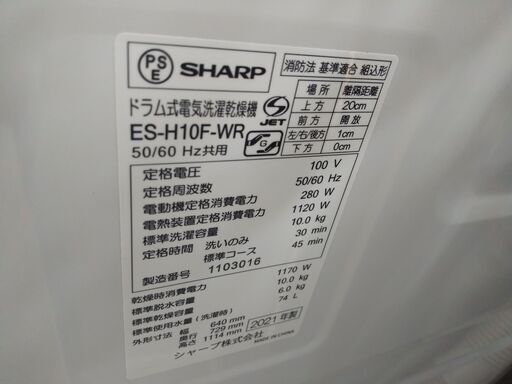 PSE SHARP
ドラム式電気洗濯乾燥機
ES-H10F-WR
50/60 Hz共用
S-JET
消防法 基準適合 組込形
場所 離隔距離
上方 20cm
前方 開放
左/右/後方 1cm
下方 0cm
定格電圧 100 V
定格周波数 50/60 Hz
電動機定格消費電力 280 W
電熱装置定格消費電力 1120 W
標準洗濯容量 10.0 kg
定格時間 洗いのみ 30 min
標準コース 45 min
製造番号 1103016
乾燥時消費電力 1170 W
標準脱水容量 10.0 kg
標準乾燥容量 6.0 kg
標準使用水量(洗濯時) 74 L
外形寸法 幅 640 mm
奥行 729 mm
高さ 1114 mm
2021年製
シャープ株式会社 MADE IN CHINA